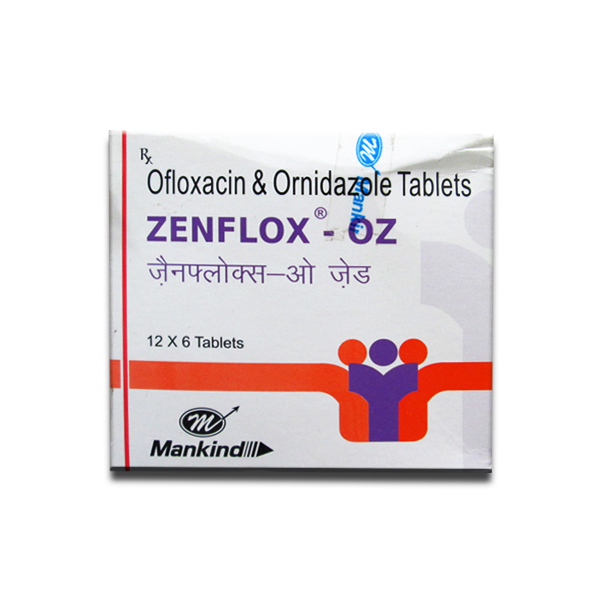 Rx
Ofloxacin & Ornidazole Tablets
ZENFLOX® - OZ
ज़ैनफ्लोक्स-ओ ज़ेड
12 X 6 Tablets
m
Mankind
m